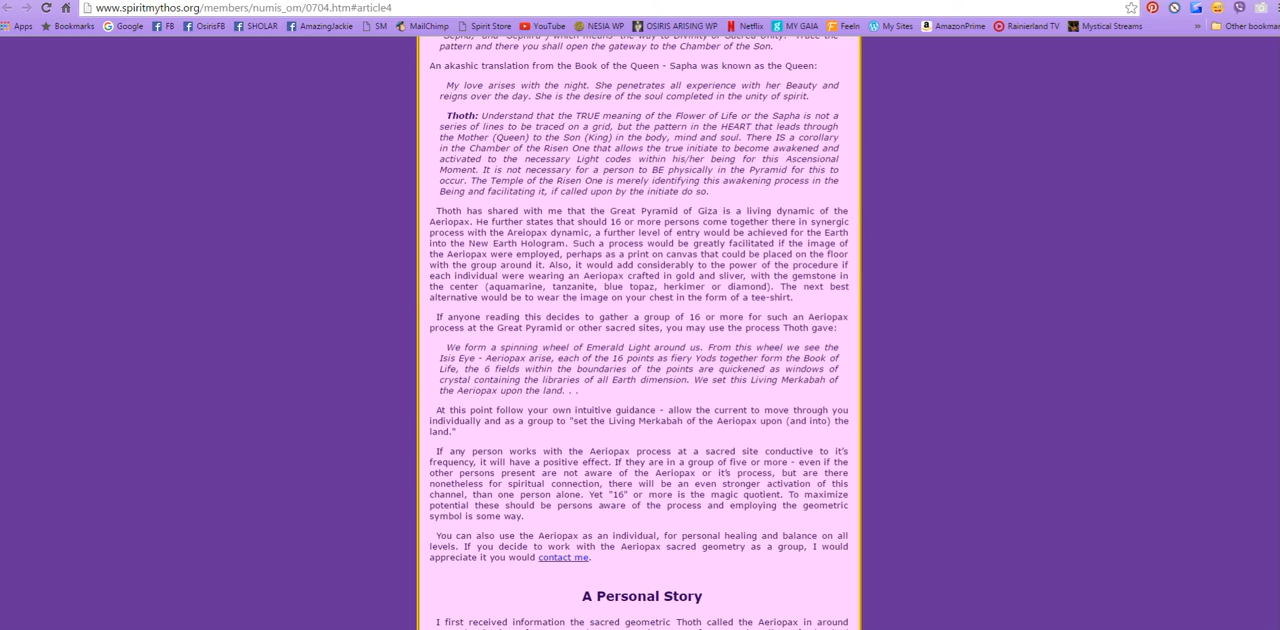 www.spiritmythos.org/members/numis_om/0704.htm#article4
Apps Bookmarks Google FB OsirisFB SHOLAR AmazingJackie SM MailChimp Spirit Store YouTube NESIA WP OSIRIS ARISING WP Netflix MY GAIA Feeln My Sites AmazonPrime Rainierland TV Mystical Streams » Other bookmar
pattern and there you shall open the gateway to the Chamber of the Son.
An akashic translation from the Book of the Queen - Sapha was known as the Queen:
My love arises with the night. She penetrates all experience with her Beauty and
reigns over the day. She is the desire of the soul completed in the unity of spirit.
Thoth: Understand that the TRUE meaning of the Flower of Life or the Sapha is not a
series of lines to be traced on a grid, but the pattern in the HEART that leads through
the Mother (Queen) to the Son (King) in the body, mind and soul. There IS a corollary
in the Chamber of the Risen One that allows the true initiate to become awakened and
activated to the necessary Light codes within his/her being for this Ascensional
Moment. It is not necessary for a person to BE physically in the Pyramid for this to
occur. The Temple of the Risen One is merely identifying this awakening process in the
Being and facilitating it, if called upon by the initiate do so.
Thoth has shared with me that the Great Pyramid of Giza is a living dynamic of the
Aeriopax. He further states that should 16 or more persons come together there in synergic
process with the Areiopax dynamic, a further level of entry would be achieved for the Earth
into the New Earth Hologram. Such a process would be greatly facilitated if the image of
the Aeriopax were employed, perhaps as a print on canvas that could be placed on the floor
with the group around it. Also, it would add considerably to the power of the procedure if
each individual were wearing an Aeriopax crafted in gold and sliver, with the gemstone in
the center (aquamarine, tanzanite, blue topaz, herkimer or diamond). The next best
alternative would be to wear the image on your chest in the form of a tee-shirt.
If anyone reading this decides to gather a group of 16 or more for such an Aeriopax
process at the Great Pyramid or other sacred sites, you may use the process Thoth gave:
We form a spinning wheel of Emerald Light around us. From this wheel we see the
Isis Eye - Aeriopax arise, each of the 16 points as fiery Yods together form the Book of
Life, the 6 fields within the boundaries of the points are quickened as windows of
crystal containing the libraries of all Earth dimension. We set this Living Merkabah of
the Aeriopax upon the land. . .
At this point follow your own intuitive guidance - allow the current to move through you
individually and as a group to "set the Living Merkabah of the Aeriopax upon (and into) the
land."
If any person works with the Aeriopax process at a sacred site conductive to it's
frequency, it will have a positive effect. If they are in a group of five or more - even if the
other persons present are not aware of the Aeriopax or it's process, but are there
nonetheless for spiritual connection, there will be an even stronger activation of this
channel, than one person alone. Yet "16" or more is the magic quotient. To maximize
potential these should be persons aware of the process and employing the geometric
symbol is some way.
You can also use the Aeriopax as an individual, for personal healing and balance on all
levels. If you decide to work with the Aeriopax sacred geometry as a group, I would
appreciate it you would contact me.
A Personal Story
I first received information the sacred geometric Thoth called the Aeriopax in around